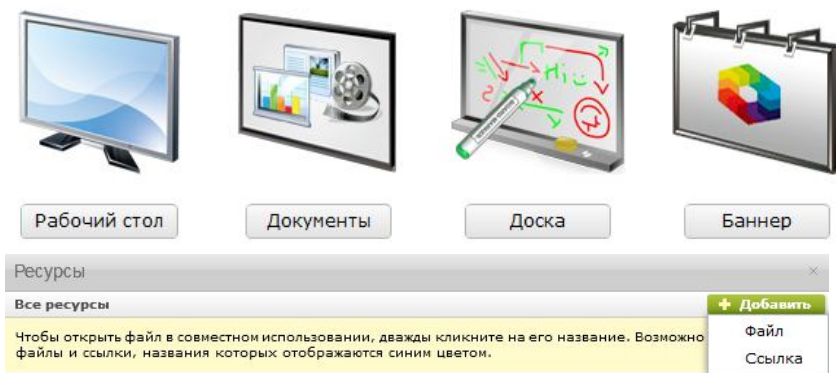 Hi
Рабочий стол
Документы
Доска
Баннер
Ресурсы
Все ресурсы
+ Добавить
Чтобы открыть файл в совместном использовании, дважды кликните на его название. Возможно
файлы и ссылки, названия которых отображаются синим цветом.
Файл
Ссылка